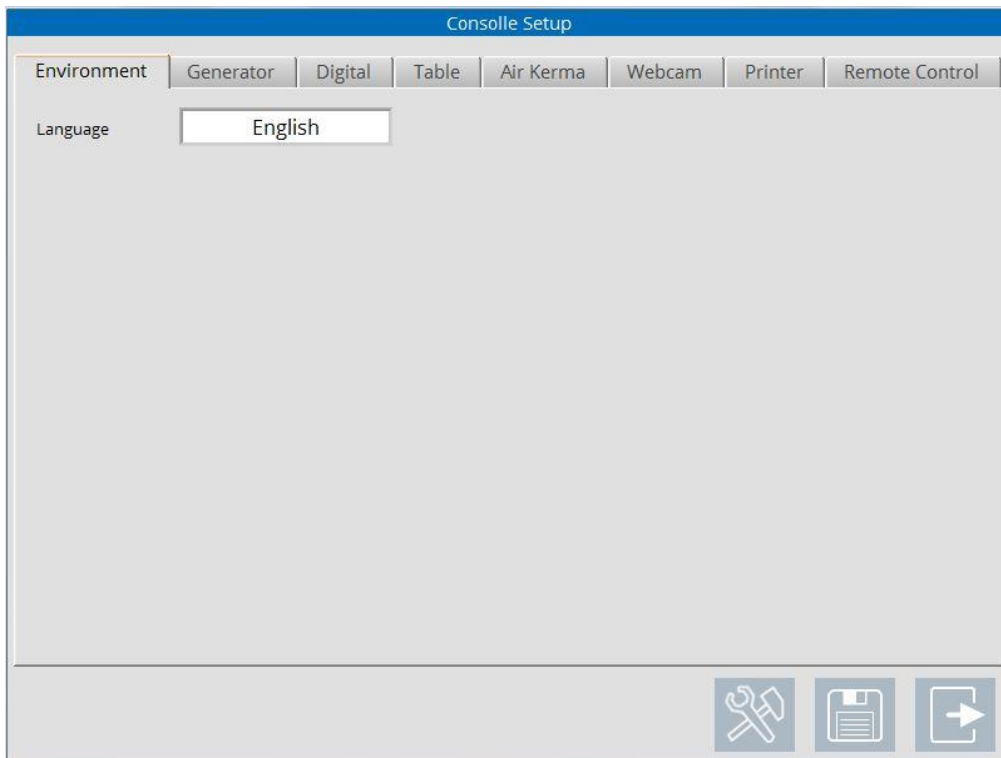 Consolle Setup
Environment Generator Digital Table Air Kerma Webcam Printer Remote Control
Language English